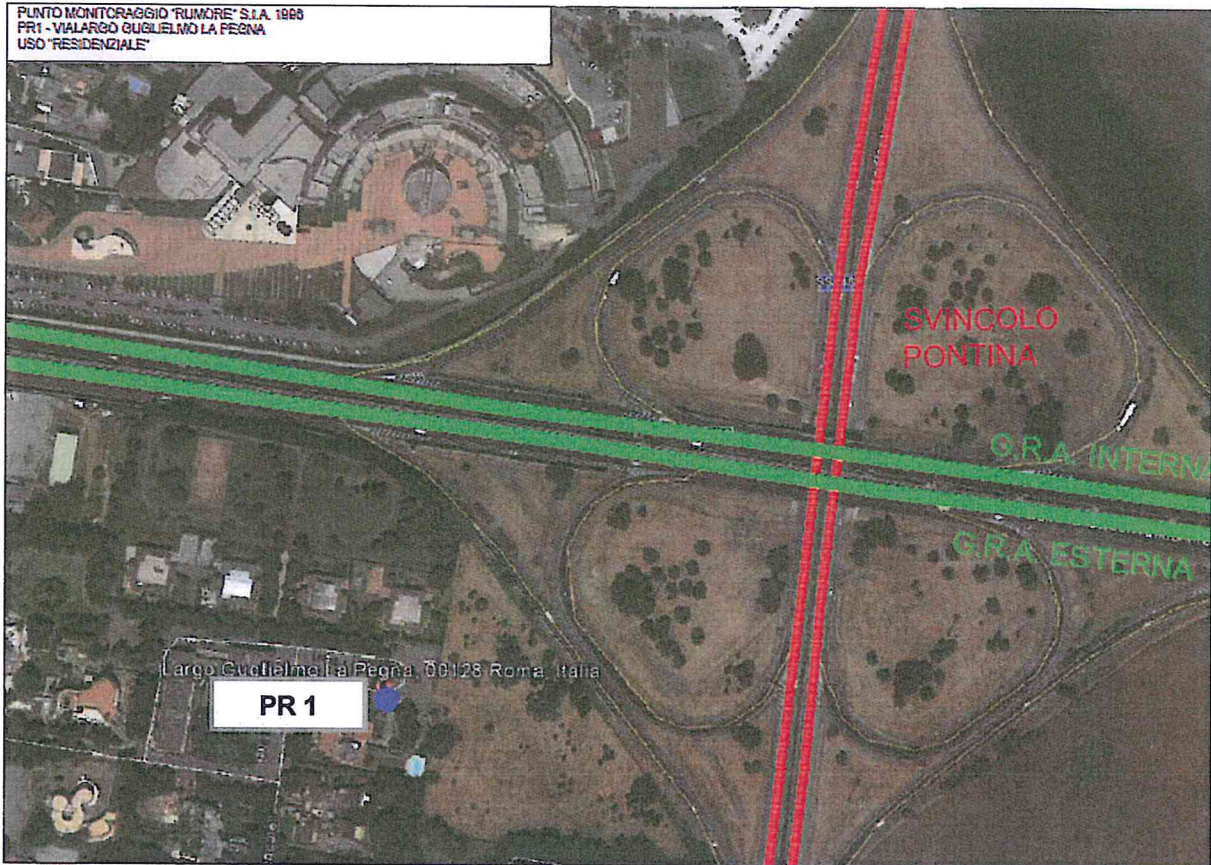 PUNTO MONITORAGGIO "RUMORE" S.I.A. 1996
PR1 - VIALARGO GUGLIELMO LA PEGNA
USO "RESIDENZIALE"
SVINCOLO
PONTINA
G.R.A. INTERNA
G.R.A. ESTERNA
Largo Guglielmo La Pegna, 00128 Roma, Italia
PR 1